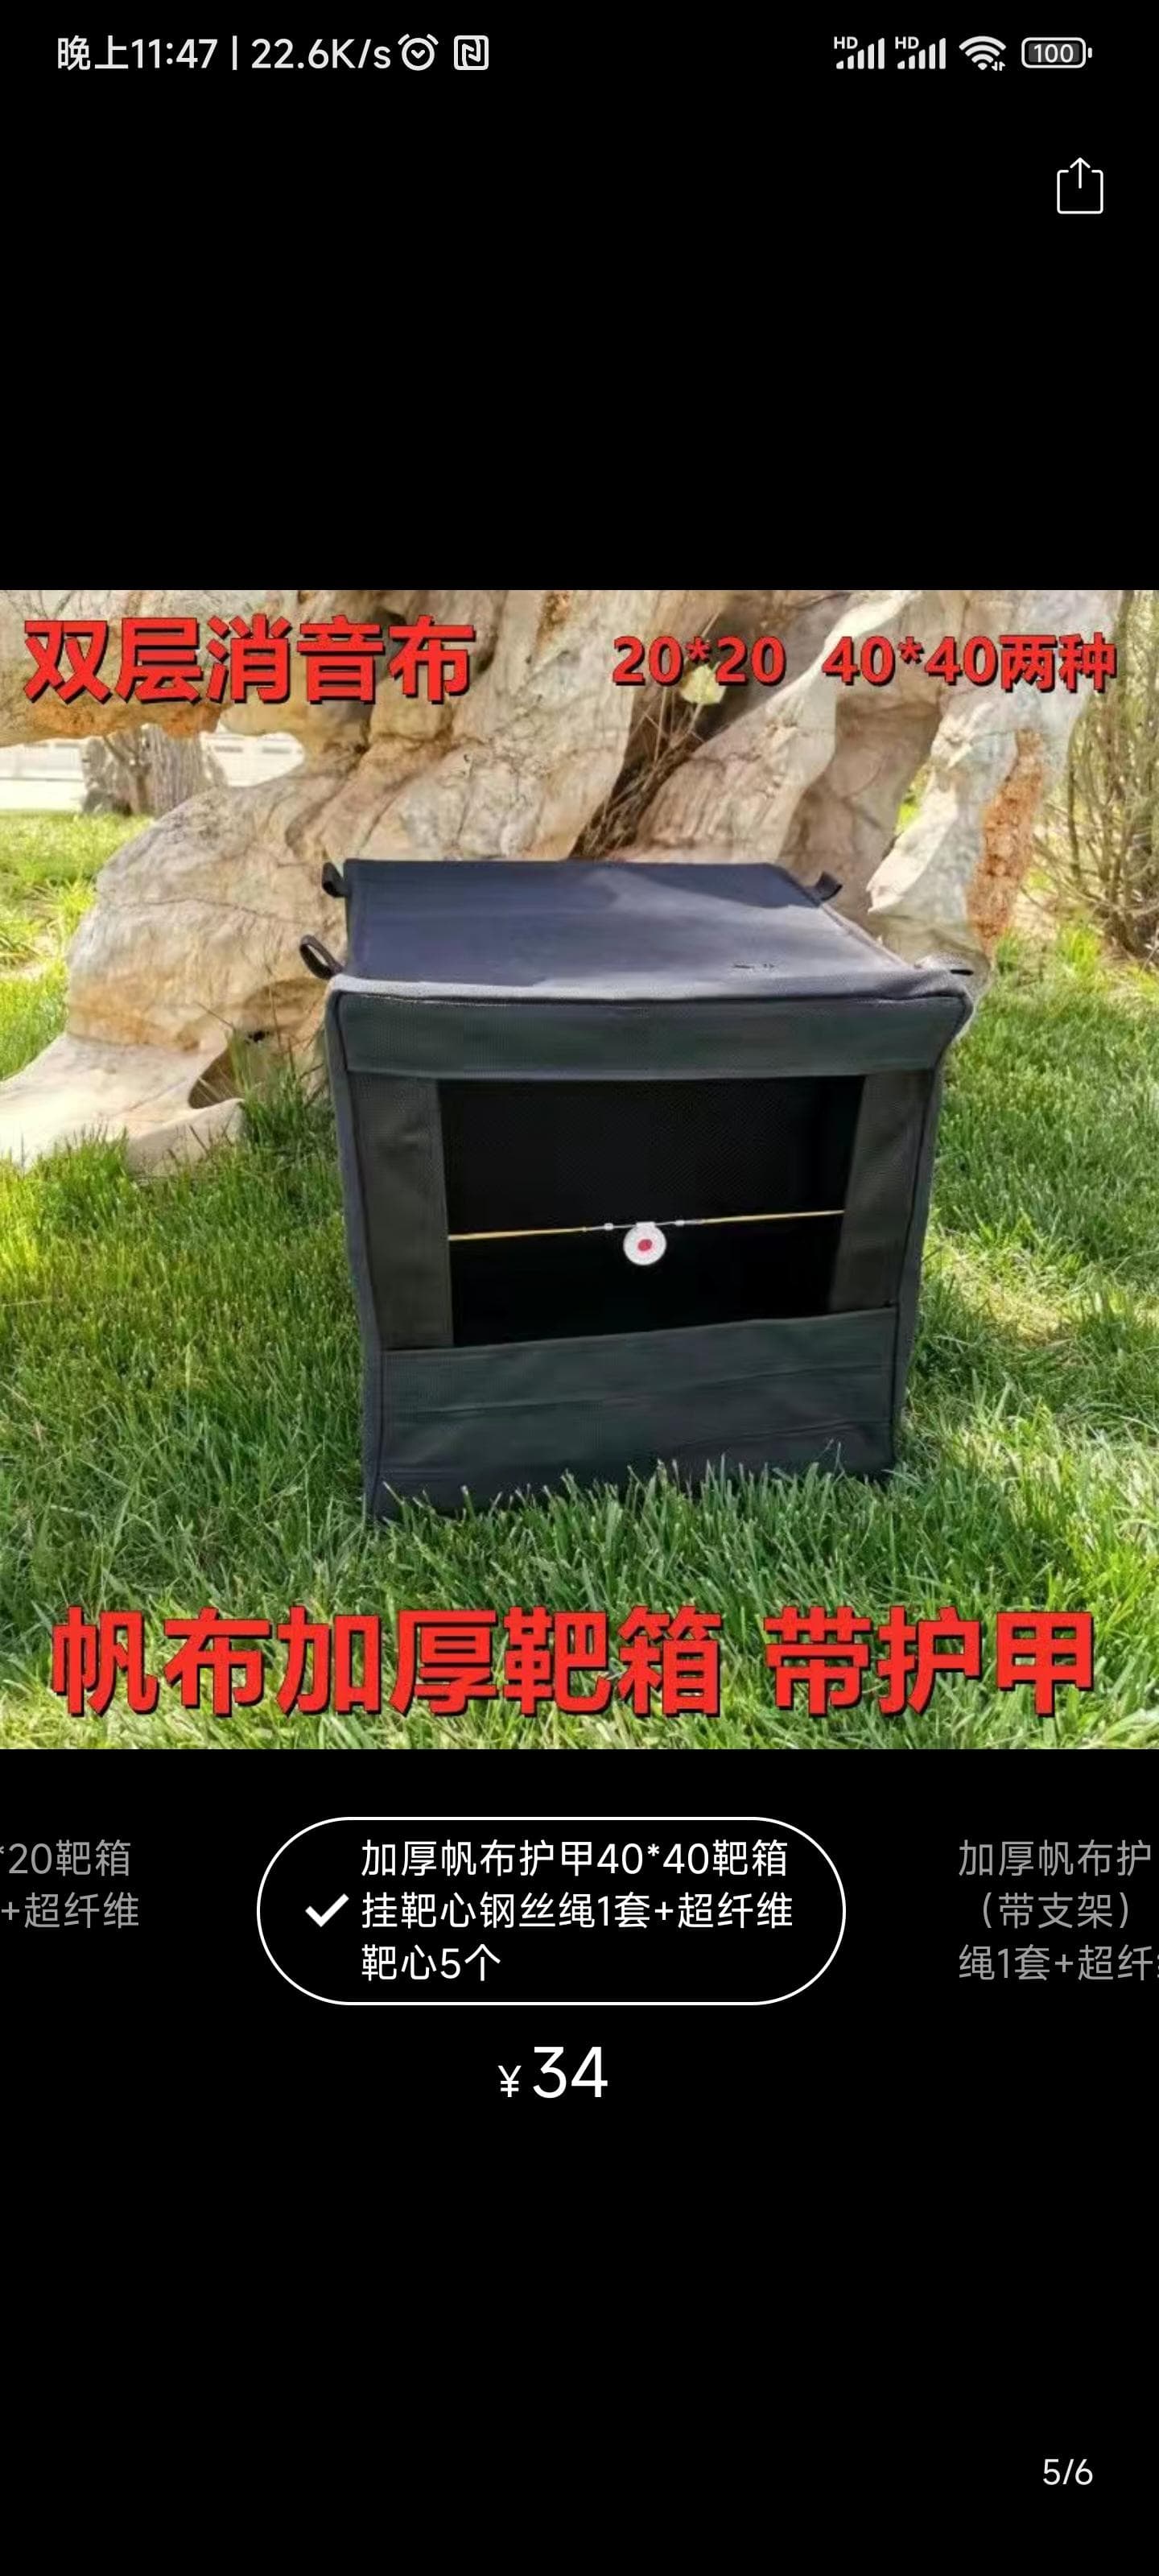 晚上11:47 | 22.6K/s
HD HD 100
双层消音布 20*20 40*40两种
帆布加厚靶箱 带护甲
*20靶箱
+超纤维
加厚帆布护甲40*40靶箱
挂靶心钢丝绳1套+超纤维
靶心5个
加厚帆布护
（带支架）
绳1套+超纤
¥34
5/6